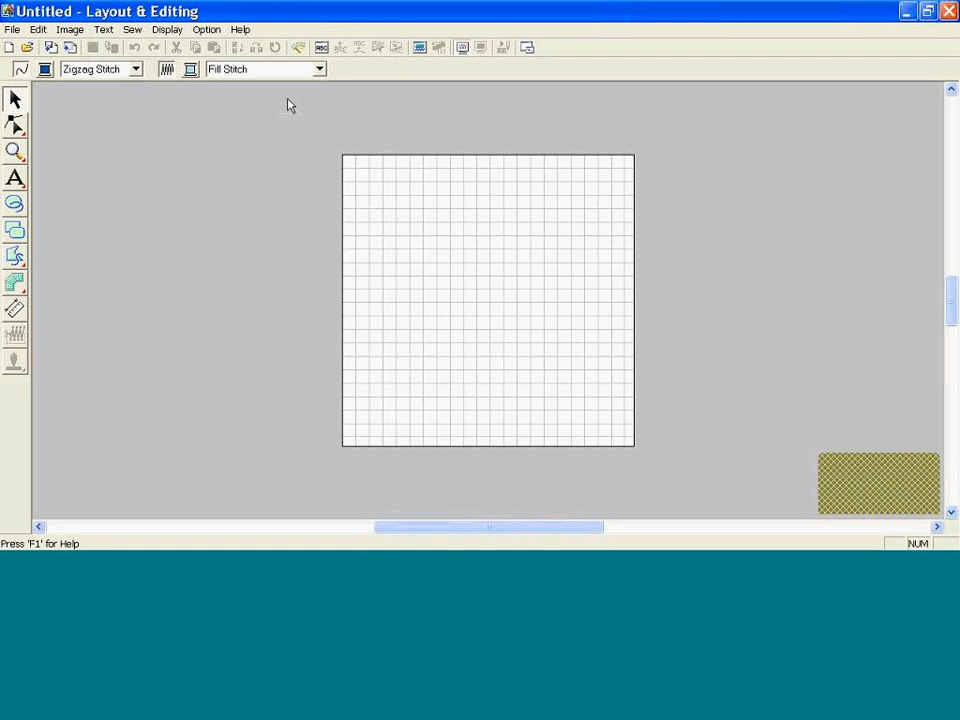 Untitled - Layout & Editing
File Edit Image Text Sew Display Option Help
ABC
Zigzag Stitch Fill Stitch
A
Press 'F1' for Help NUM